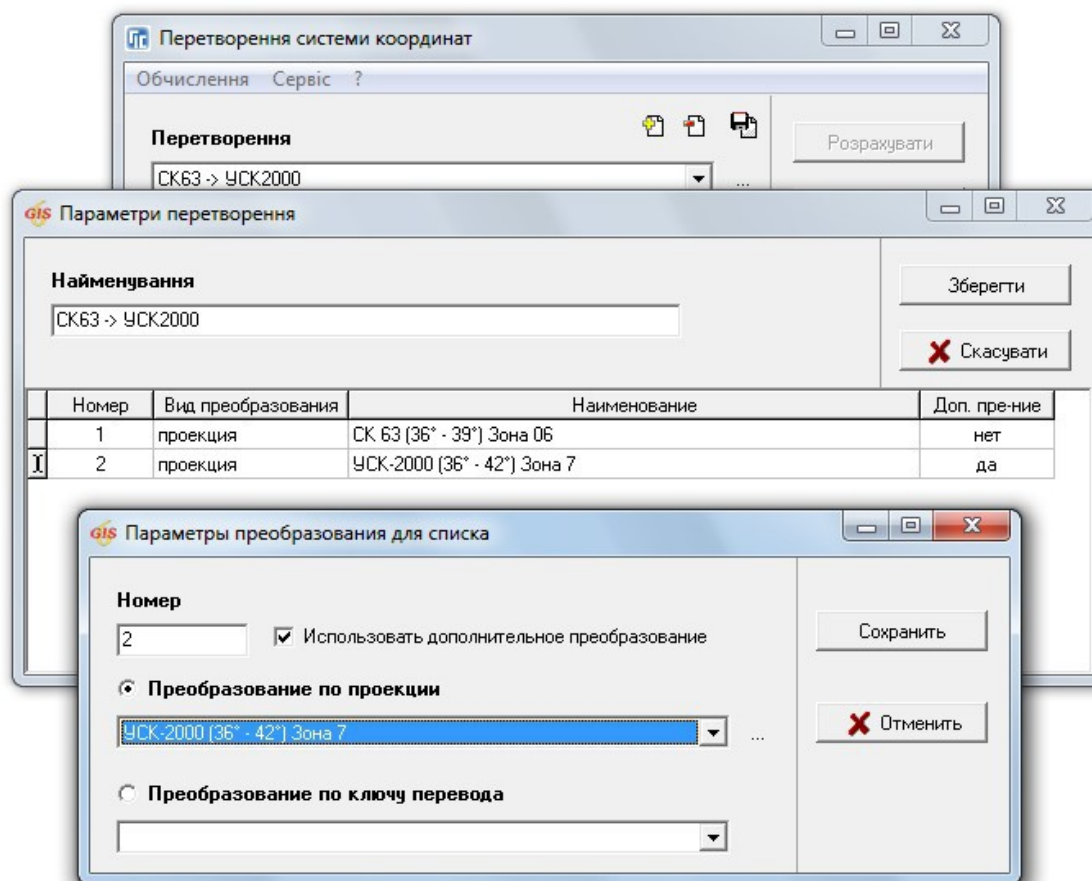 Перетворення системи координат
Обчислення Сервіс ?
Перетворення
Розрахувати
СК63 -> УСК2000
...
GIS Параметри перетворення
Найменування
Зберегти
СК63 -> УСК2000
Скасувати
Номер Вид преобразования Наименование Доп. пре-ние
1 проекция СК 63 (36° - 39°) Зона 06 нет
2 проекция УСК-2000 (36° - 42°) Зона 7 да
GIS Параметры преобразования для списка
Номер
2 Использовать дополнительное преобразование
Сохранить
Преобразование по проекции
УСК-2000 (36° - 42°) Зона 7
...
Отменить
Преобразование по ключу перевода